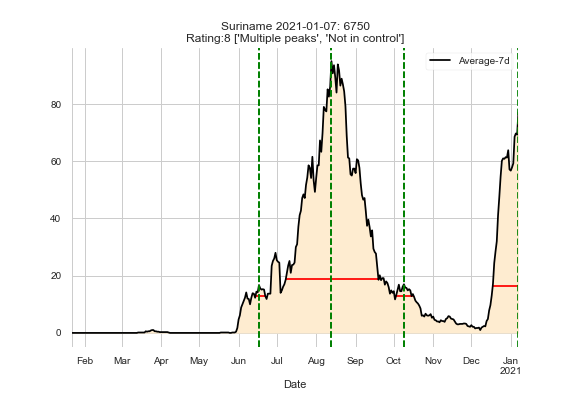 Suriname 2021-01-07: 6750
Rating:8 ['Multiple peaks', 'Not in control']
Average-7d
80
60
40
20
0
Feb Mar Apr May Jun Jul Aug Sep Oct Nov Dec Jan
2021
Date